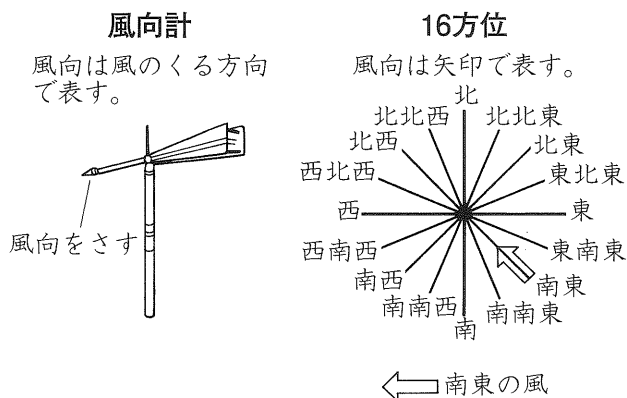 風向計
風向は風のくる方向
で表す。
風向をさす
16方位
風向は矢印で表す。
北
北北西
北北東
北西
北東
西北西
東北東
西
東
西南西
東南東
南西
南東
南南西
南南東
南
南東の風